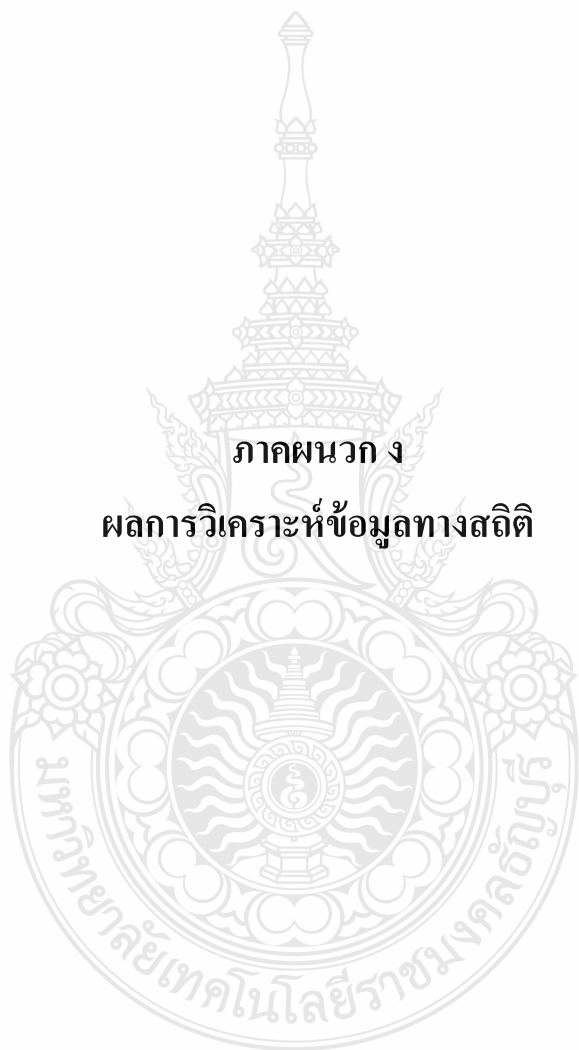 ภาคผนวก ง
ผลการวิเคราะห์ข้อมูลทางสถิติ
มหาวิทยาลัยเทคโนโลยีราชมงคลธัญบุรี